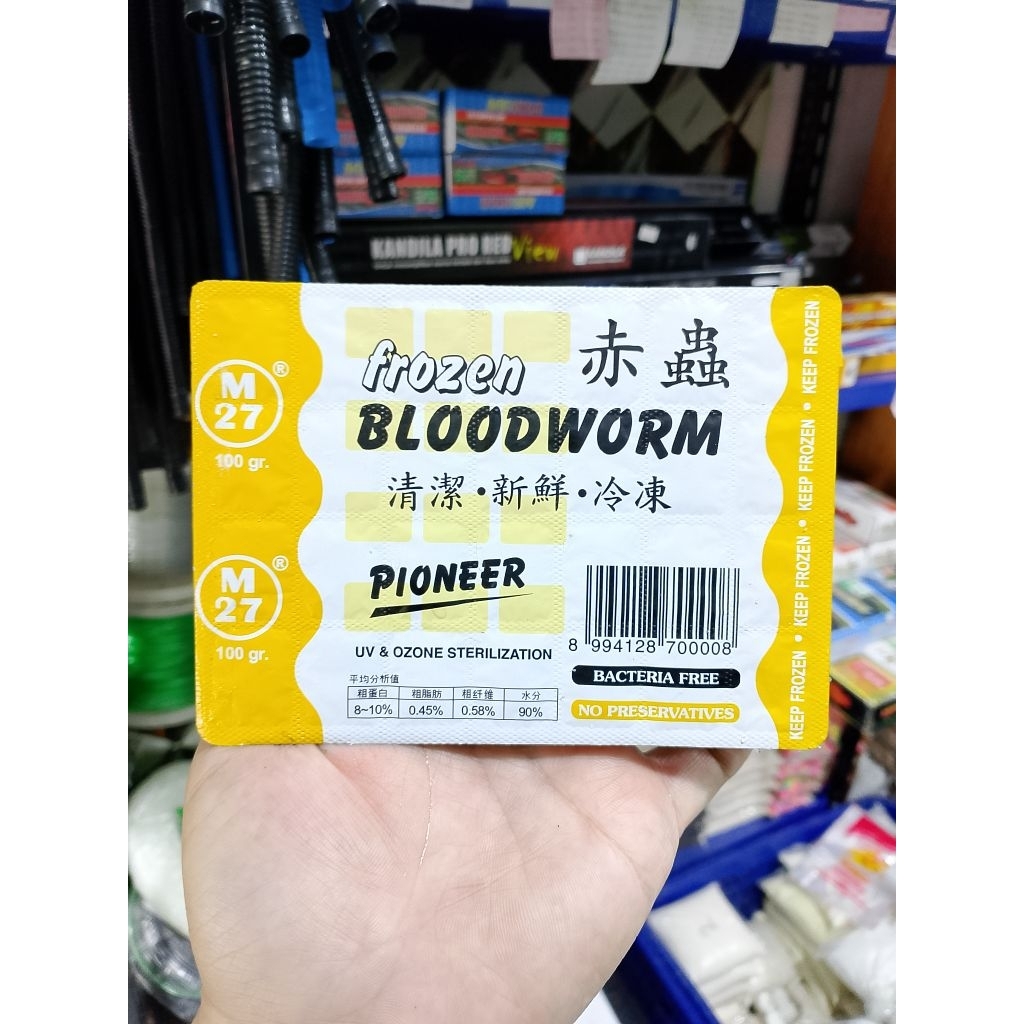 KANDILA PRO RED View
M
27
®
100 gr.
M
27
®
100 gr.
frozen 赤蟲
BLOODWORM
清潔·新鮮·冷凍
PIONEER
UV & OZONE STERILIZATION
平均分析值
粗蛋白 粗脂肪 粗纤维 水分
8~10% 0.45% 0.58% 90%
8 994128 700008
BACTERIA FREE
NO PRESERVATIVES
KEEP FROZEN • KEEP FROZEN • KEEP FROZEN • KEEP FROZEN